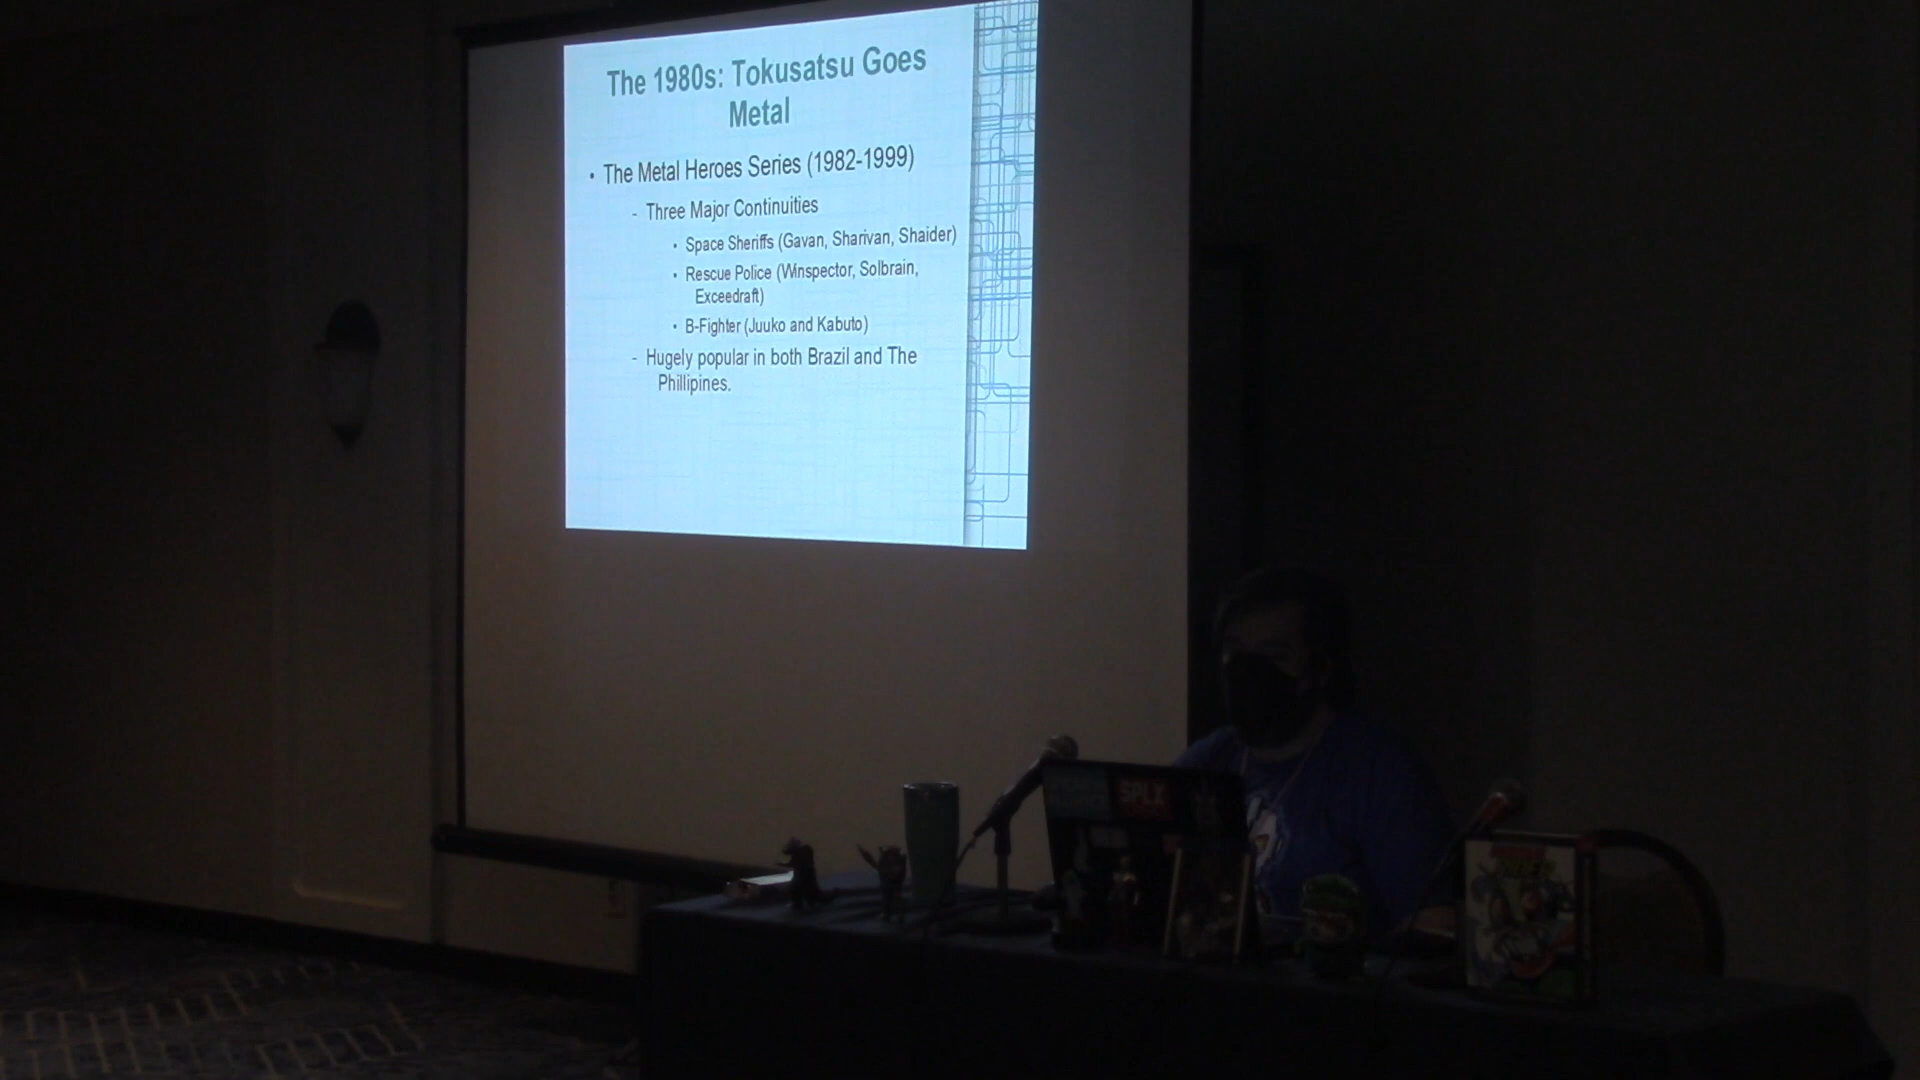 The 1980s: Tokusatsu Goes
Metal
• The Metal Heroes Series (1982-1999)
- Three Major Continuities
• Space Sheriffs (Gavan, Sharivan, Shaider)
• Rescue Police (Winspector, Solbrain,
Exceedraft)
• B-Fighter (Juuko and Kabuto)
- Hugely popular in both Brazil and The
Phillipines.
SPLX